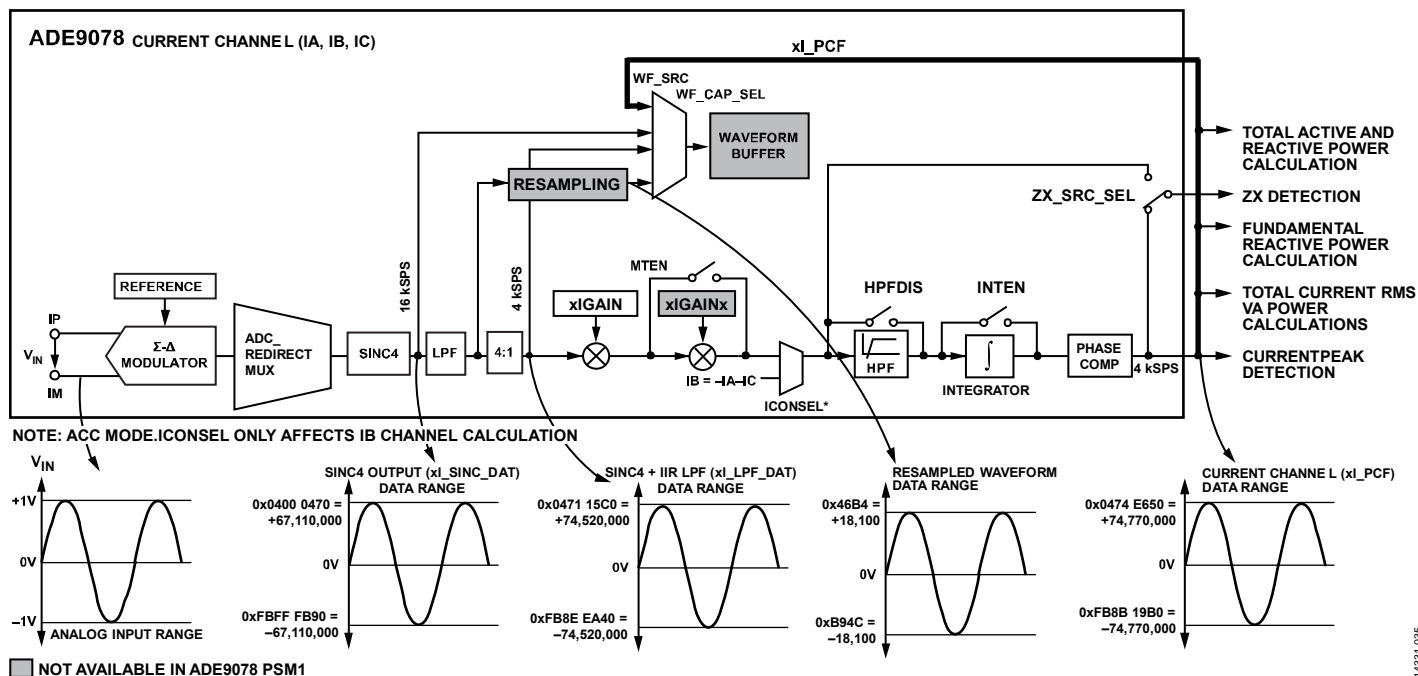 ADE9078 CURRENT CHANNEL (IA, IB, IC)
xI_PCF
WF_SRC
WF_CAP_SEL
WAVEFORM
BUFFER
RESAMPLING
16 kSPS
4 kSPS
MTEN
xIGAIN
xIGAINx
REFERENCE
IP
VIN
IM
Σ-Δ
MODULATOR
ADC_
REDIRECT
MUX
SINC4
LPF
4:1
IB = –IA–IC
ICONSEL*
HPFDIS
HPF
INTEN
∫
INTEGRATOR
PHASE
COMP
4 kSPS
ZX_SRC_SEL
TOTAL ACTIVE AND
REACTIVE POWER
CALCULATION
ZX DETECTION
FUNDAMENTAL
REACTIVE POWER
CALCULATION
TOTAL CURRENT RMS
VA POWER
CALCULATIONS
CURRENTPEAK
DETECTION
NOTE: ACC MODE.ICONSEL ONLY AFFECTS IB CHANNEL CALCULATION
VIN
+1V
0V
–1V
ANALOG INPUT RANGE
SINC4 OUTPUT (xI_SINC_DAT)
DATA RANGE
0x0400 0470 =
+67,110,000
0V
0xFBFF FB90 =
–67,110,000
SINC4 + IIR LPF (xI_LPF_DAT)
DATA RANGE
0x0471 15C0 =
+74,520,000
0V
0xFB8E EA40 =
–74,520,000
RESAMPLED WAVEFORM
DATA RANGE
0x46B4 =
+18,100
0V
0xB94C =
–18,100
CURRENT CHANNEL (xI_PCF)
DATA RANGE
0x0474 E650 =
+74,770,000
0V
0xFB8B 19B0 =
–74,770,000
NOT AVAILABLE IN ADE9078 PSM1